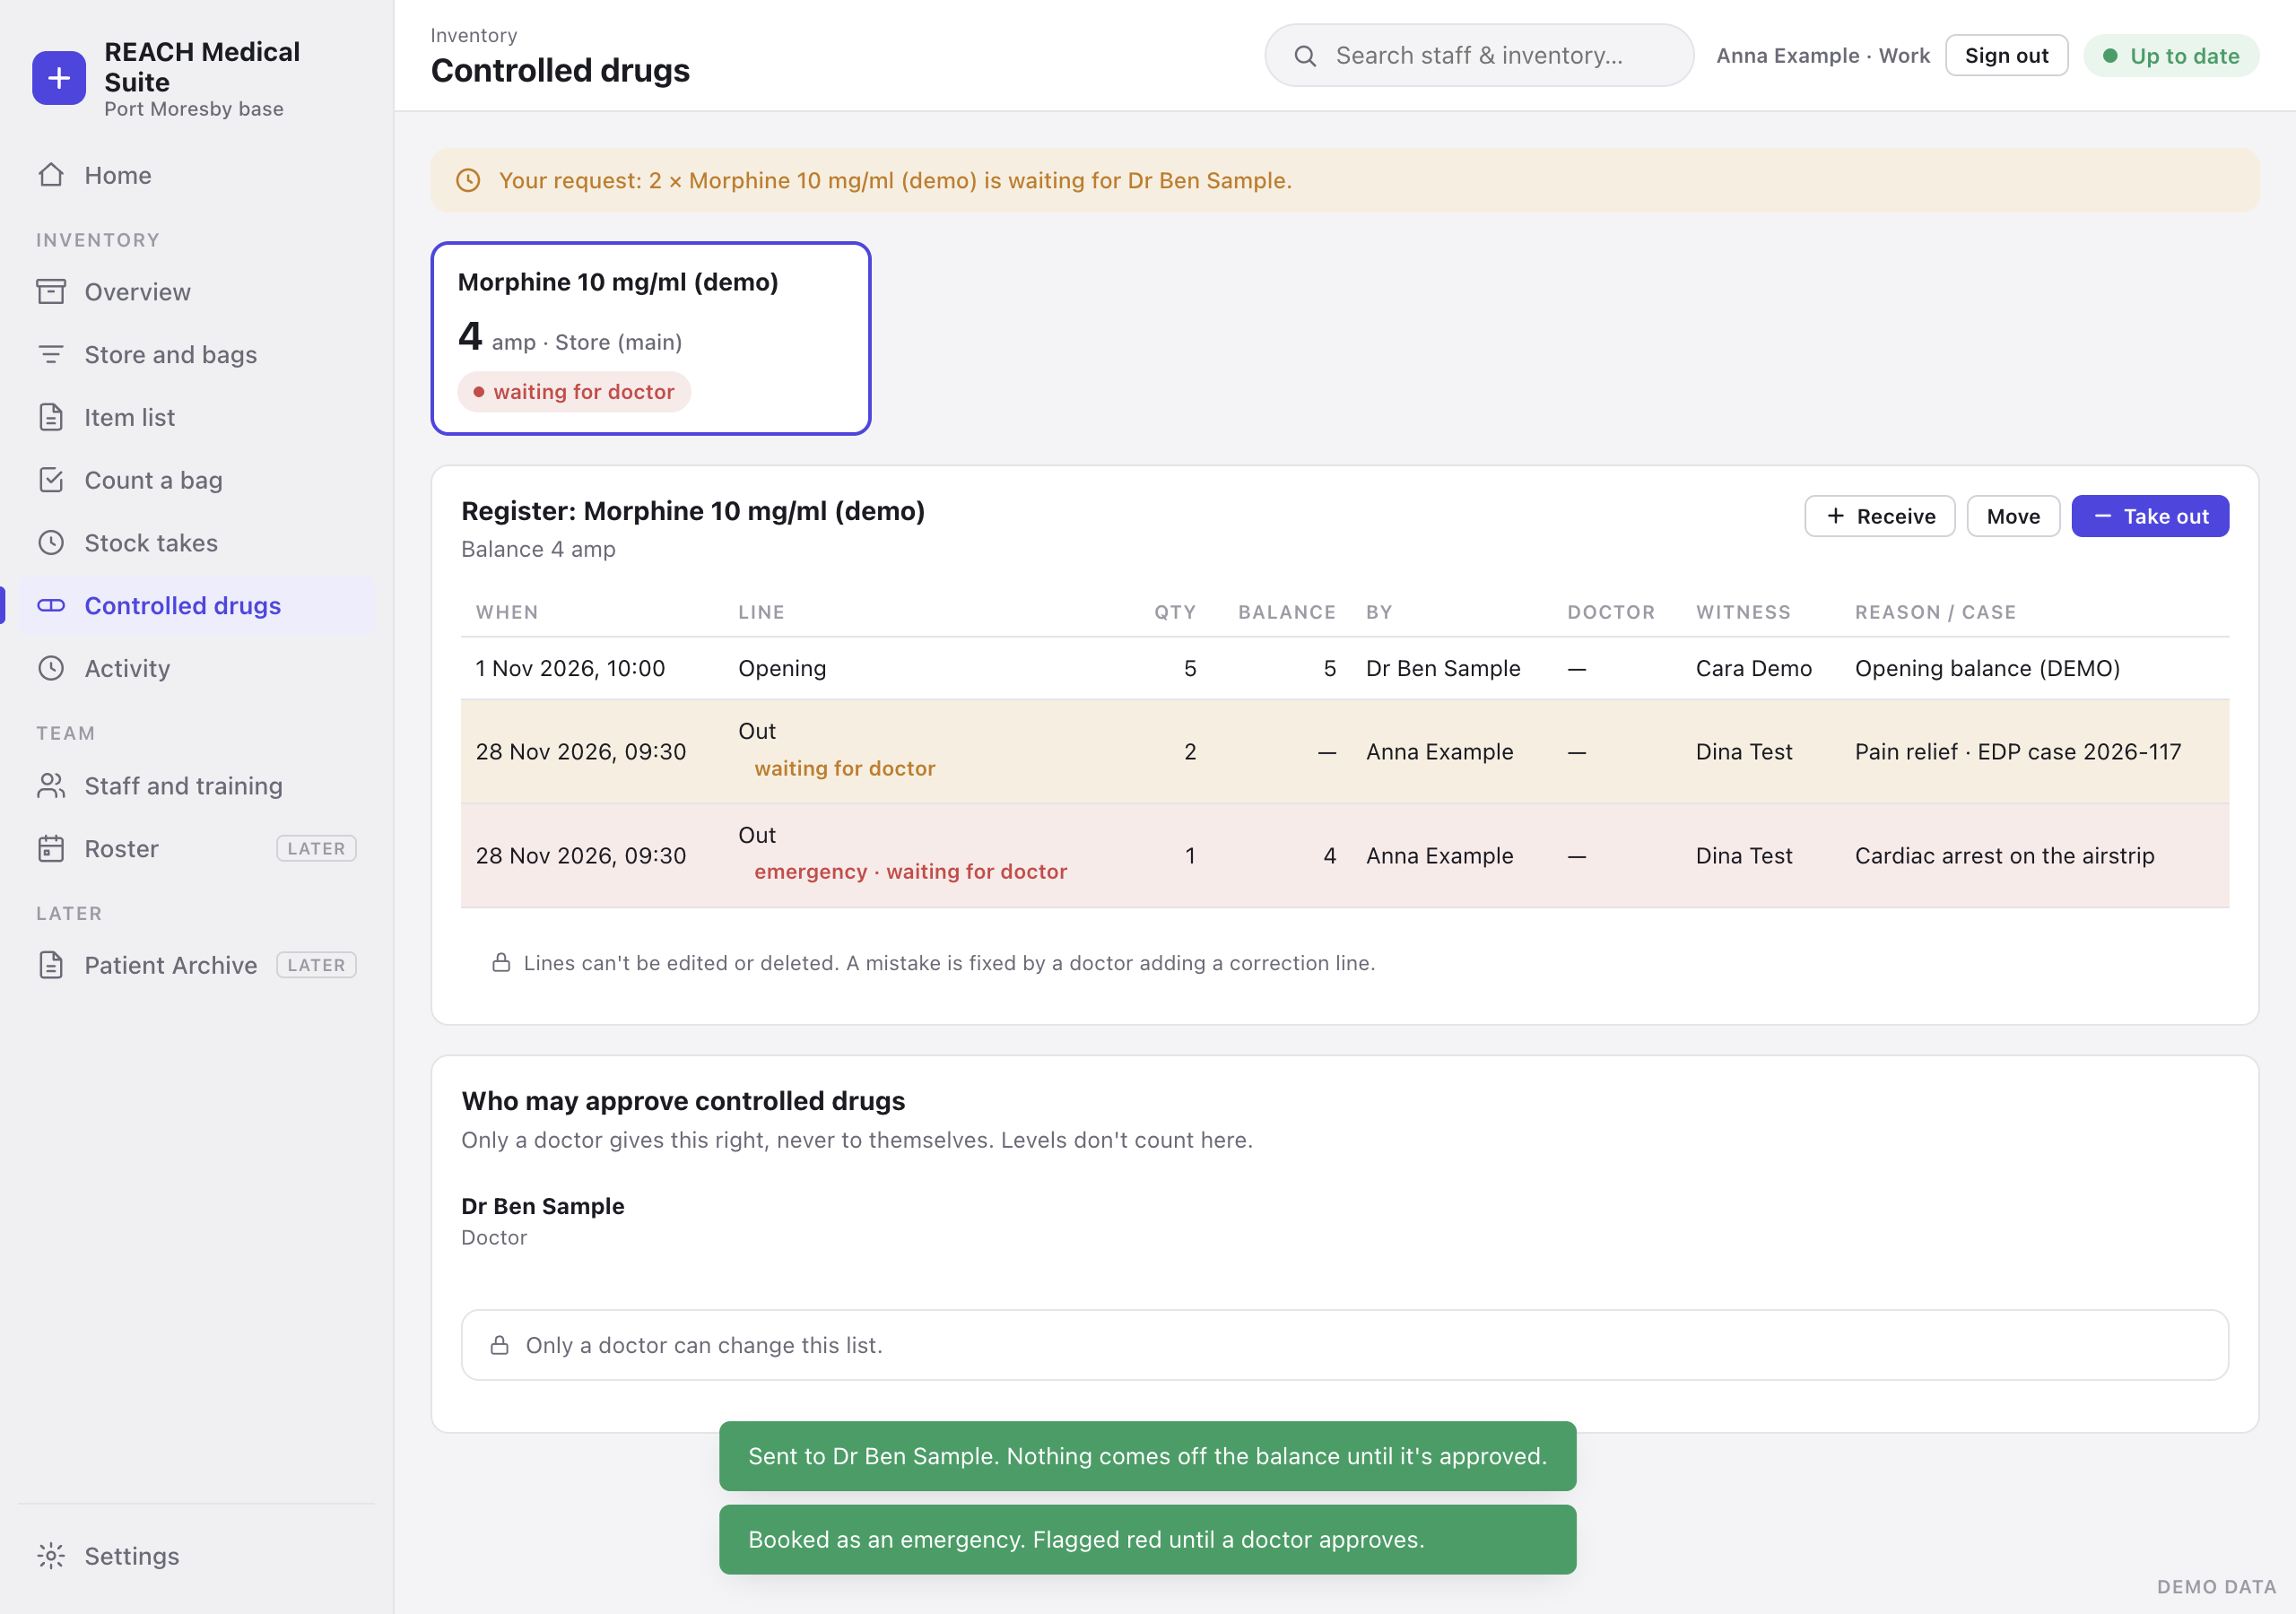 REACH Medical
Suite
Port Moresby base
Home
INVENTORY
Overview
Store and bags
Item list
Count a bag
Stock takes
Controlled drugs
Activity
TEAM
Staff and training
Roster LATER
LATER
Patient Archive LATER
Settings
Inventory
Controlled drugs
Search staff & inventory...
Anna Example · Work
Sign out
Up to date
Your request: 2 × Morphine 10 mg/ml (demo) is waiting for Dr Ben Sample.
Morphine 10 mg/ml (demo)
4 amp · Store (main)
waiting for doctor
Register: Morphine 10 mg/ml (demo)
Balance 4 amp
+ Receive
Move
− Take out
WHEN LINE QTY BALANCE BY DOCTOR WITNESS REASON / CASE
1 Nov 2026, 10:00 Opening 5 5 Dr Ben Sample — Cara Demo Opening balance (DEMO)
28 Nov 2026, 09:30 Out 2 — Anna Example — Dina Test Pain relief · EDP case 2026-117
waiting for doctor
28 Nov 2026, 09:30 Out 1 4 Anna Example — Dina Test Cardiac arrest on the airstrip
emergency · waiting for doctor
Lines can't be edited or deleted. A mistake is fixed by a doctor adding a correction line.
Who may approve controlled drugs
Only a doctor gives this right, never to themselves. Levels don't count here.
Dr Ben Sample
Doctor
Only a doctor can change this list.
Sent to Dr Ben Sample. Nothing comes off the balance until it's approved.
Booked as an emergency. Flagged red until a doctor approves.
DEMO DATA